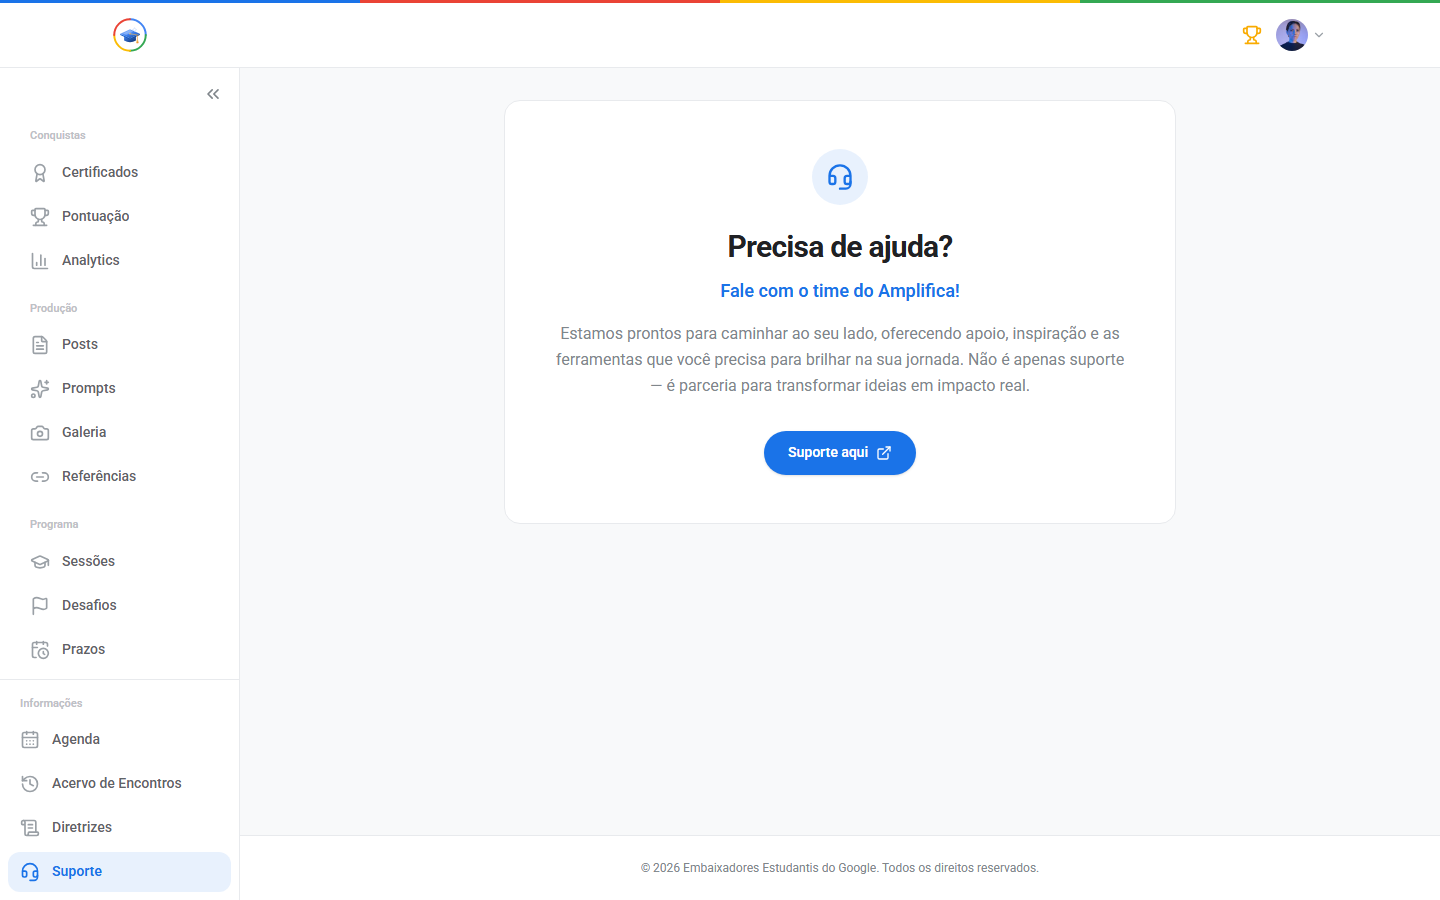 Conquistas
Certificados
Pontuação
Analytics
Produção
Posts
Prompts
Galeria
Referências
Programa
Sessões
Desafios
Prazos
Informações
Agenda
Acervo de Encontros
Diretrizes
Suporte
Precisa de ajuda?
Fale com o time do Amplifica!
Estamos prontos para caminhar ao seu lado, oferecendo apoio, inspiração e as
ferramentas que você precisa para brilhar na sua jornada. Não é apenas suporte
— é parceria para transformar ideias em impacto real.
Suporte aqui
© 2026 Embaixadores Estudantis do Google. Todos os direitos reservados.